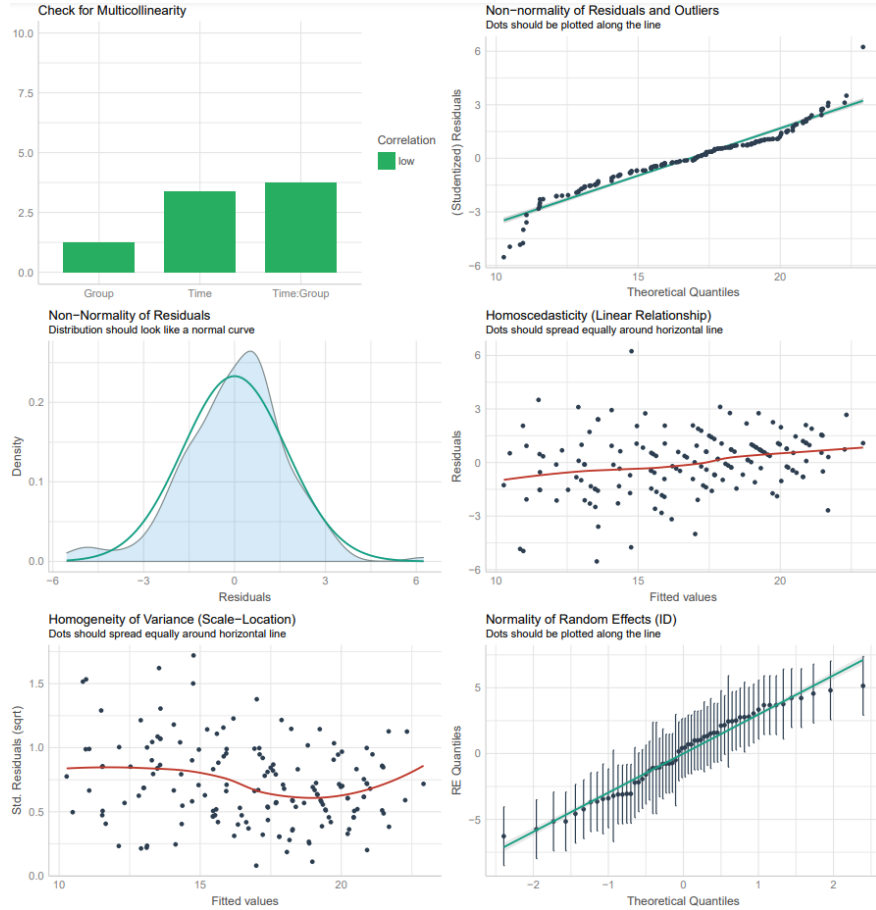 Check for Multicollinearity
10.0
7.5
5.0
2.5
0.0
Group
Time
Time:Group
Correlation
low
Non-normality of Residuals and Outliers
Dots should be plotted along the line
(Studentized) Residuals
6
3
0
−3
−6
10
15
20
Theoretical Quantiles
Non-Normality of Residuals
Distribution should look like a normal curve
Density
0.2
0.1
0.0
−6
−3
0
3
6
Residuals
Homoscedasticity (Linear Relationship)
Dots should spread equally around horizontal line
Residuals
6
3
0
−3
−6
10
15
20
Fitted values
Homogeneity of Variance (Scale-Location)
Dots should spread equally around horizontal line
Std. Residuals (sqrt)
1.5
1.0
0.5
0.0
10
15
20
Fitted values
Normality of Random Effects (ID)
Dots should be plotted along the line
RE Quantiles
5
0
−5
−2
−1
0
1
2
Theoretical Quantiles